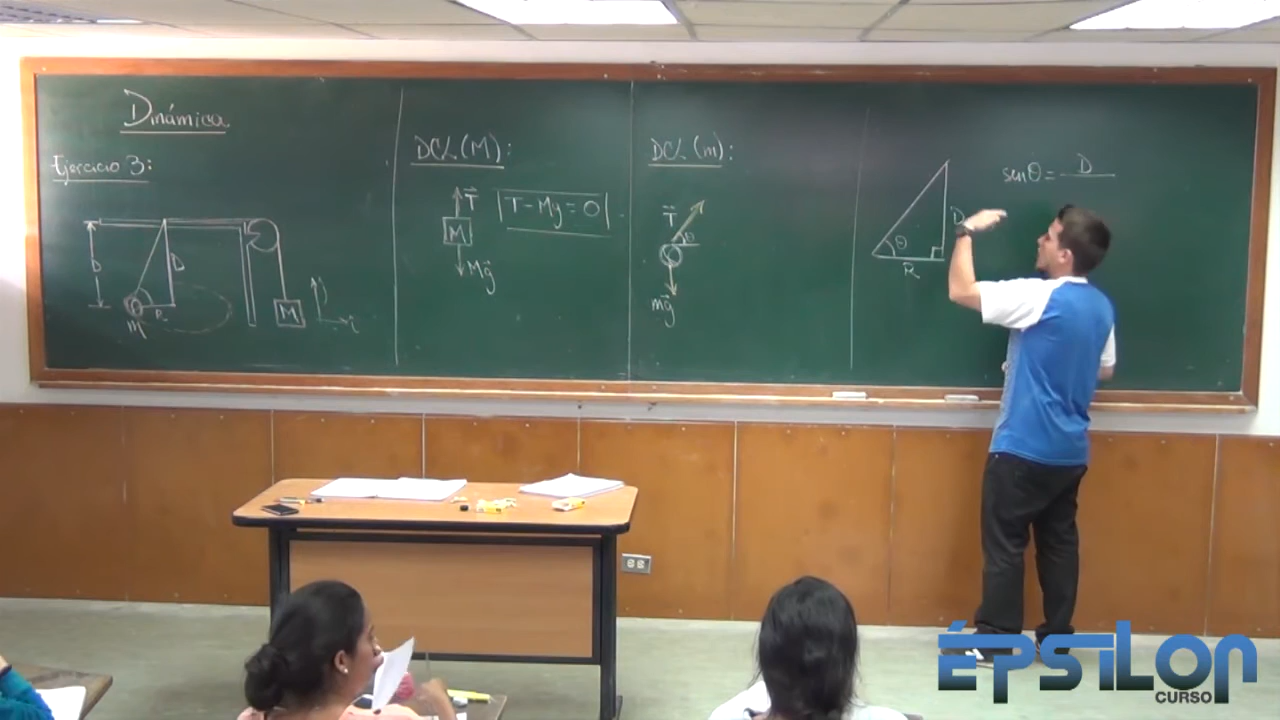 Dinámica
Ejercicio 3:
D
D
θ
R
m
M
j
i
DCL(M):
T
M
Mg
T - Mg = 0
DCL(m):
T
θ
mg
θ
D
R
senθ = D
ÉPSILON
CURSO